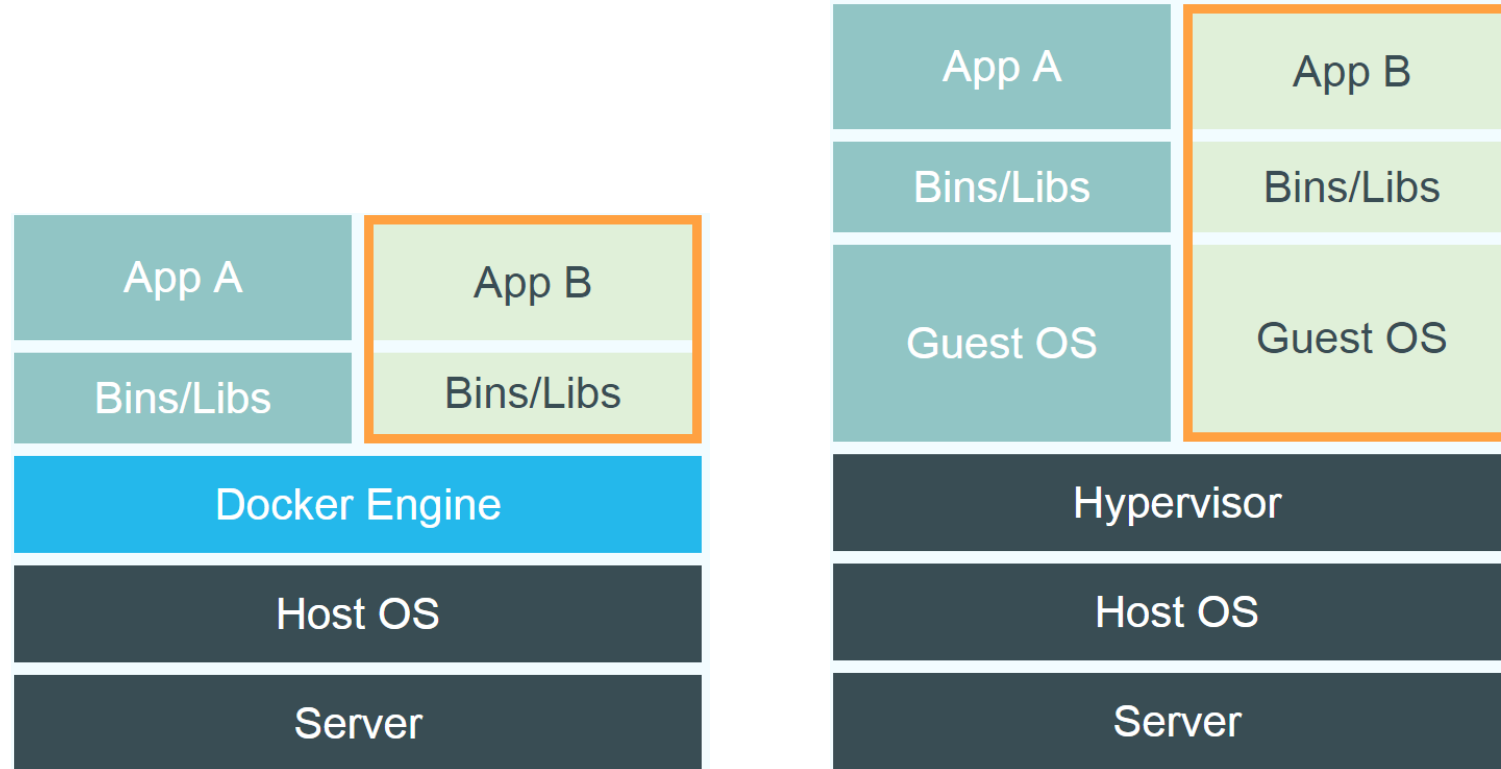 App A
App B
Bins/Libs
Bins/Libs
Docker Engine
Host OS
Server
App A
App B
Bins/Libs
Bins/Libs
Guest OS
Guest OS
Hypervisor
Host OS
Server